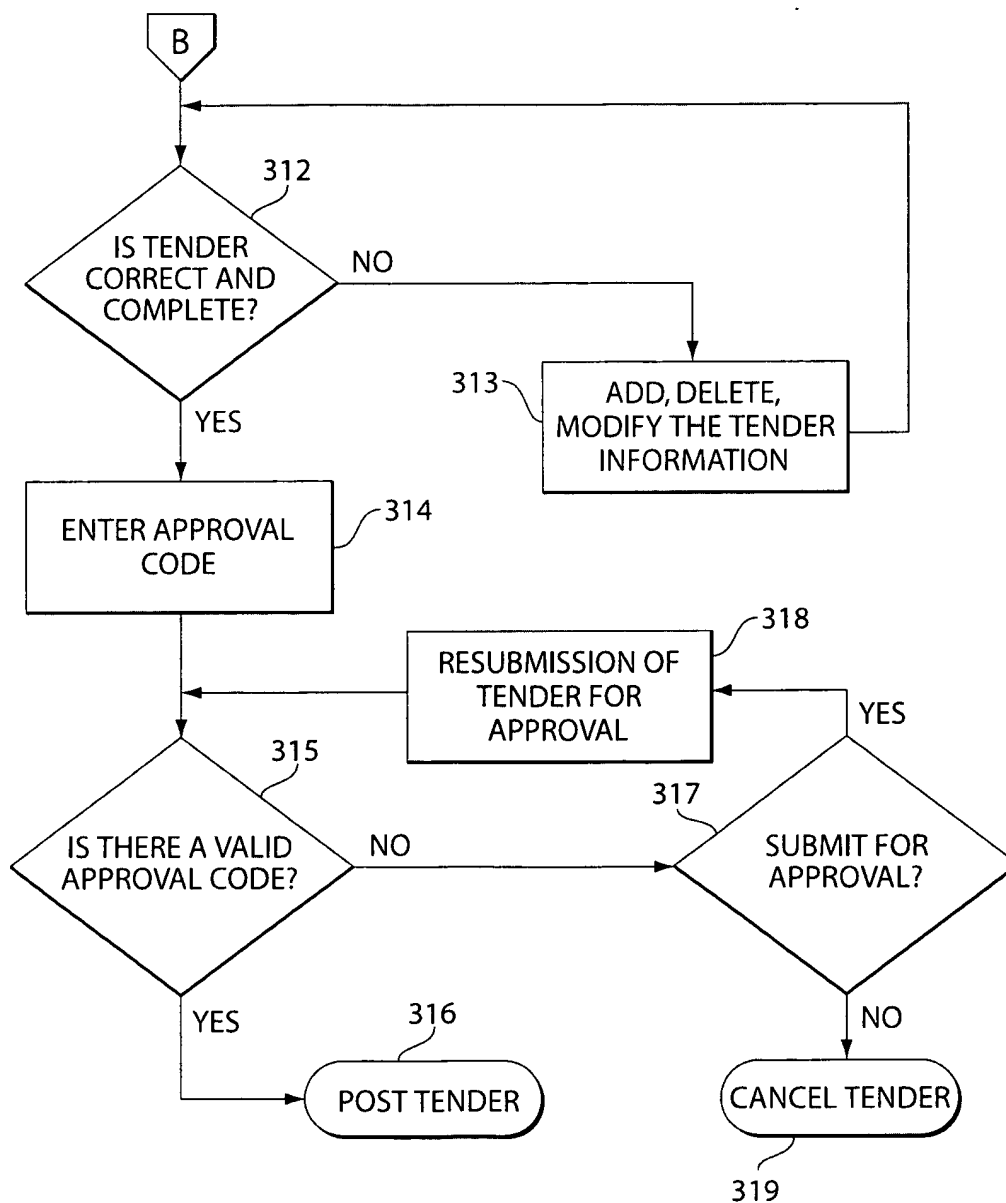 B
312
IS TENDER
CORRECT AND
COMPLETE?
NO
YES
313
ADD, DELETE,
MODIFY THE TENDER
INFORMATION
ENTER APPROVAL
CODE
314
318
RESUBMISSION OF
TENDER FOR
APPROVAL
YES
315
IS THERE A VALID
APPROVAL CODE?
NO
317
SUBMIT FOR
APPROVAL?
YES
316
POST TENDER
NO
CANCEL TENDER
319